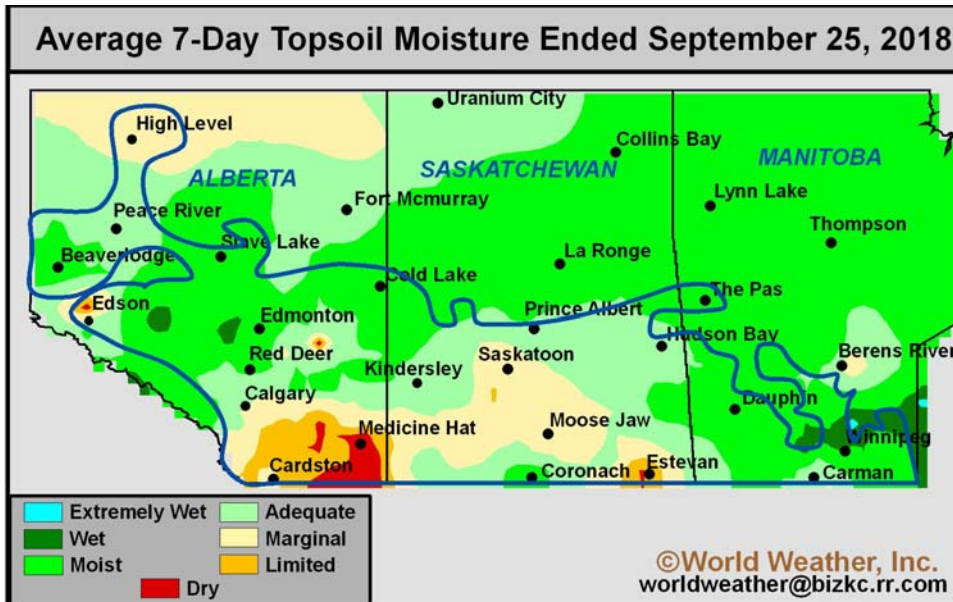 Average 7-Day Topsoil Moisture Ended September 25, 2018
Uranium City
High Level
Collins Bay
SASKATCHEWAN
MANITOBA
ALBERTA
Lynn Lake
Fort Mcmurray
Peace River
Thompson
Slave Lake
Beaverlodge
La Ronge
Cold Lake
The Pas
Edson
Prince Albert
Edmonton
Hudson Bay
Saskatoon
Berens River
Red Deer
Kindersley
Calgary
Dauphin
Moose Jaw
Medicine Hat
Winnipeg
Cardston
Coronach
Estevan
Carman
Extremely Wet
Adequate
Wet
Marginal
Moist
Limited
Dry
©World Weather, Inc.
worldweather@bizkc.rr.com